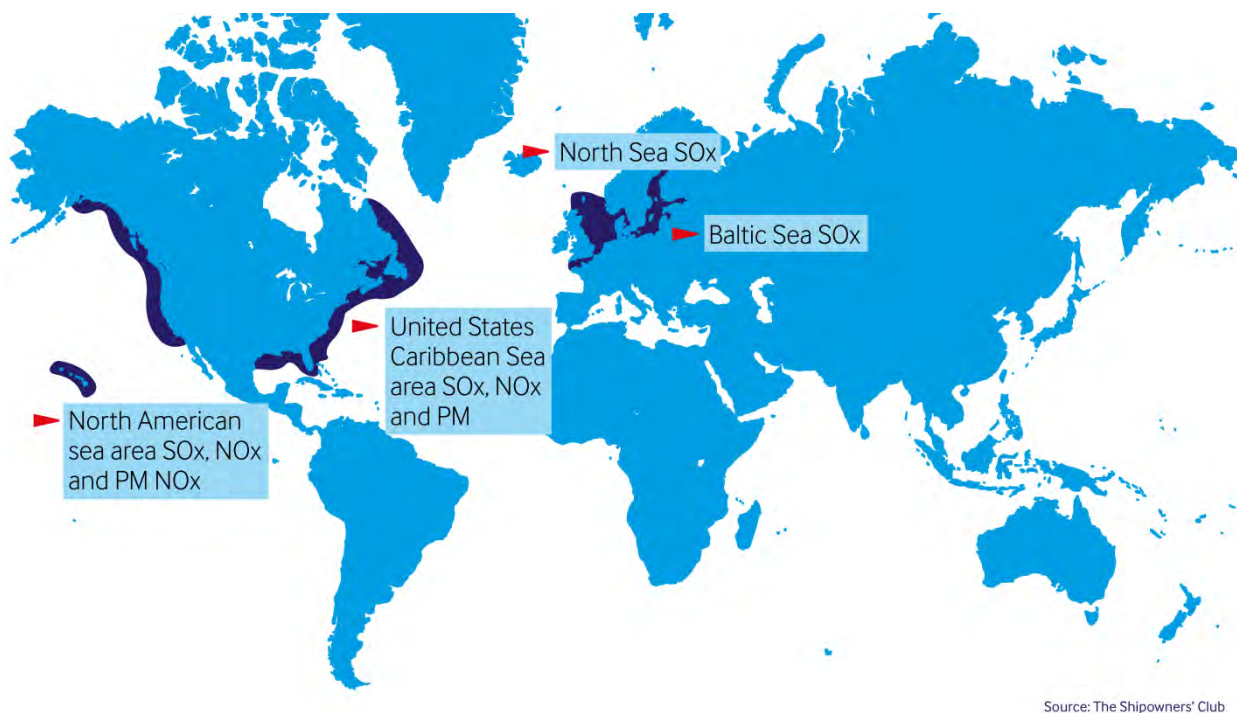 North Sea SOx
Baltic Sea SOx
United States
Caribbean Sea
area SOx, NOx
and PM
North American
sea area SOx, NOx
and PM NOx
Source: The Shipowners' Club